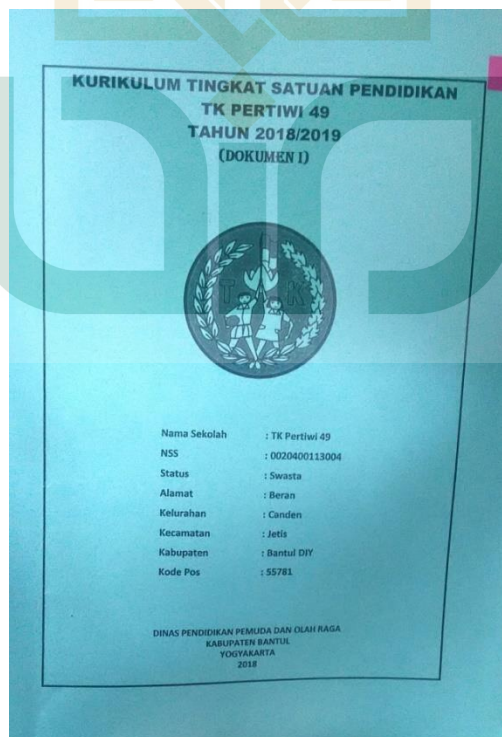 KURIKULUM TINGKAT SATUAN PENDIDIKAN
TK PERTIWI 49
TAHUN 2018/2019
(DOKUMEN I)
T K
Nama Sekolah : TK Pertiwi 49
NSS : 0020400113004
Status : Swasta
Alamat : Beran
Kelurahan : Canden
Kecamatan : Jetis
Kabupaten : Bantul DIY
Kode Pos : 55781
DINAS PENDIDIKAN PEMUDA DAN OLAH RAGA
KABUPATEN BANTUL
YOGYAKARTA
2018